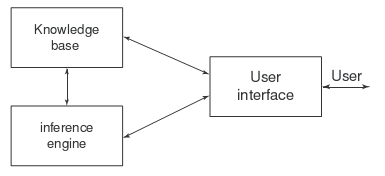 Knowledge
base
User
interface
User
inference
engine